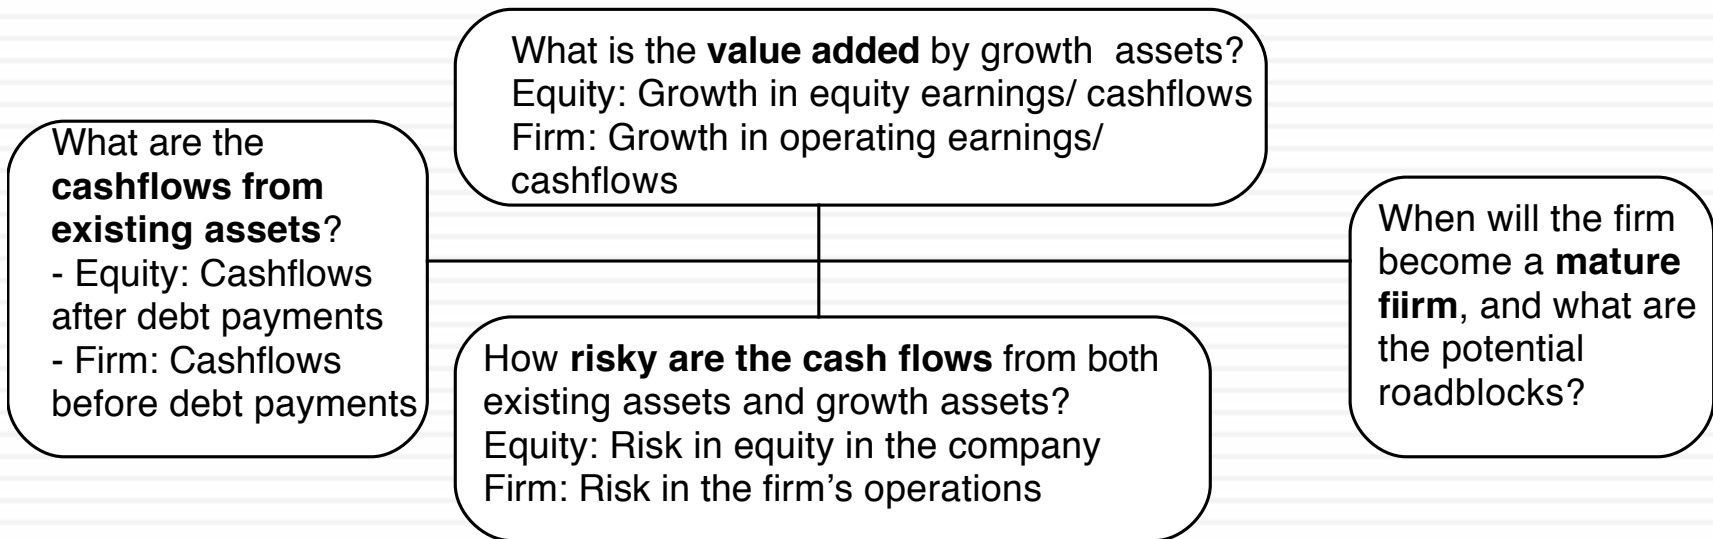 What is the value added by growth assets?
Equity: Growth in equity earnings/ cashflows
Firm: Growth in operating earnings/
cashflows
What are the
cashflows from
existing assets?
- Equity: Cashflows
after debt payments
- Firm: Cashflows
before debt payments
When will the firm
become a mature
fiirm, and what are
the potential
roadblocks?
How risky are the cash flows from both
existing assets and growth assets?
Equity: Risk in equity in the company
Firm: Risk in the firm’s operations